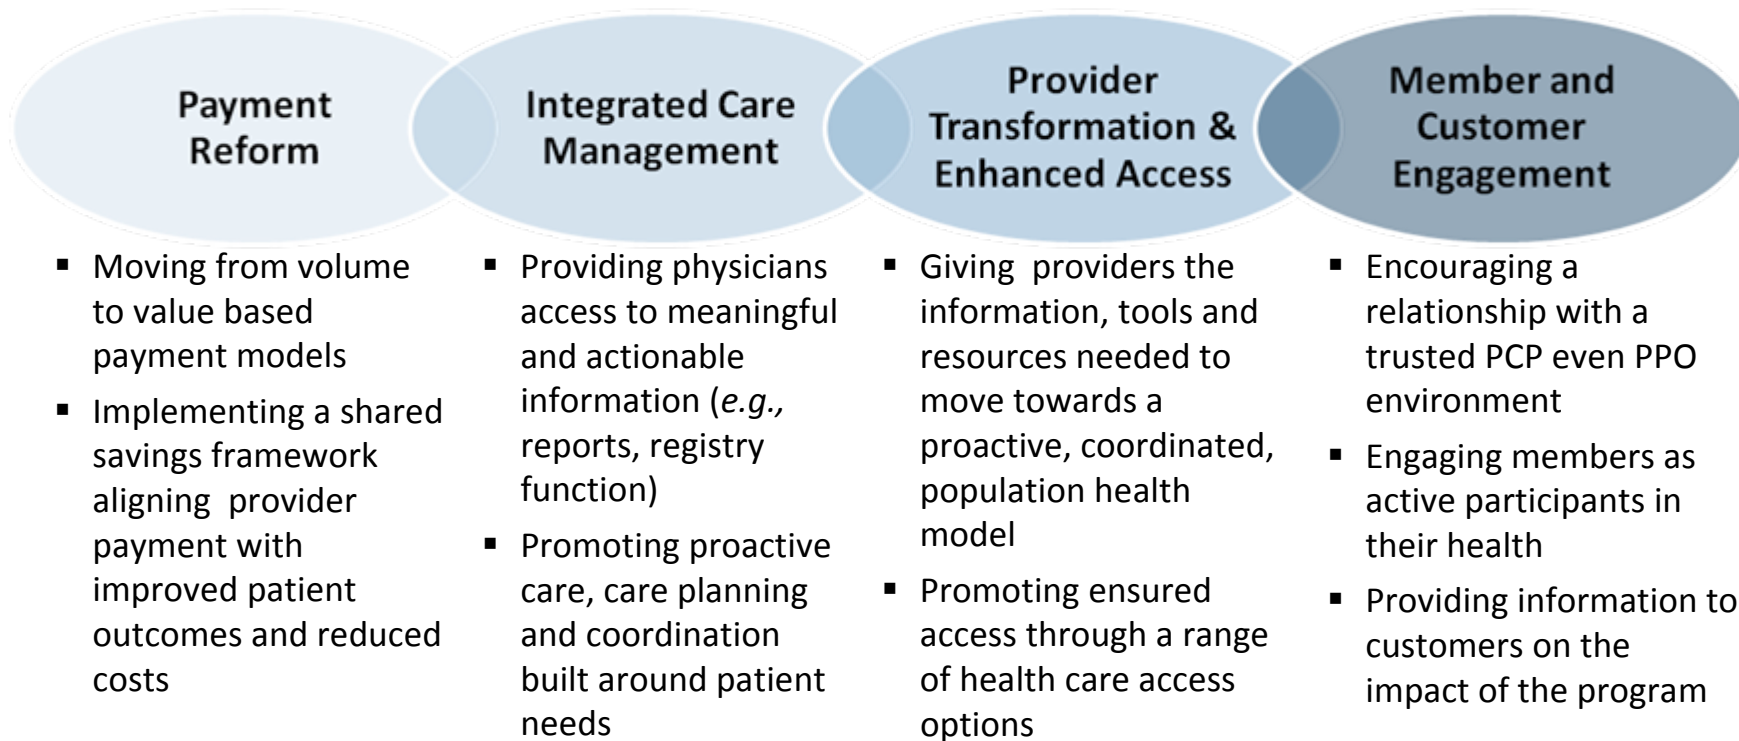 Payment
Reform
Integrated Care
Management
Provider
Transformation &
Enhanced Access
Member and
Customer
Engagement
▪ Moving from volume
to value based
payment models
▪ Implementing a shared
savings framework
aligning  provider
payment with
improved patient
outcomes and reduced
costs
▪ Providing physicians
access to meaningful
and actionable
information (e.g.,
reports, registry
function)
▪ Promoting proactive
care, care planning
and coordination
built around patient
needs
▪ Giving  providers the
information, tools and
resources needed to
move towards a
proactive, coordinated,
population health
model
▪ Promoting ensured
access through a range
of health care access
options
▪ Encouraging a
relationship with a
trusted PCP even PPO
environment
▪ Engaging members as
active participants in
their health
▪ Providing information to
customers on the
impact of the program